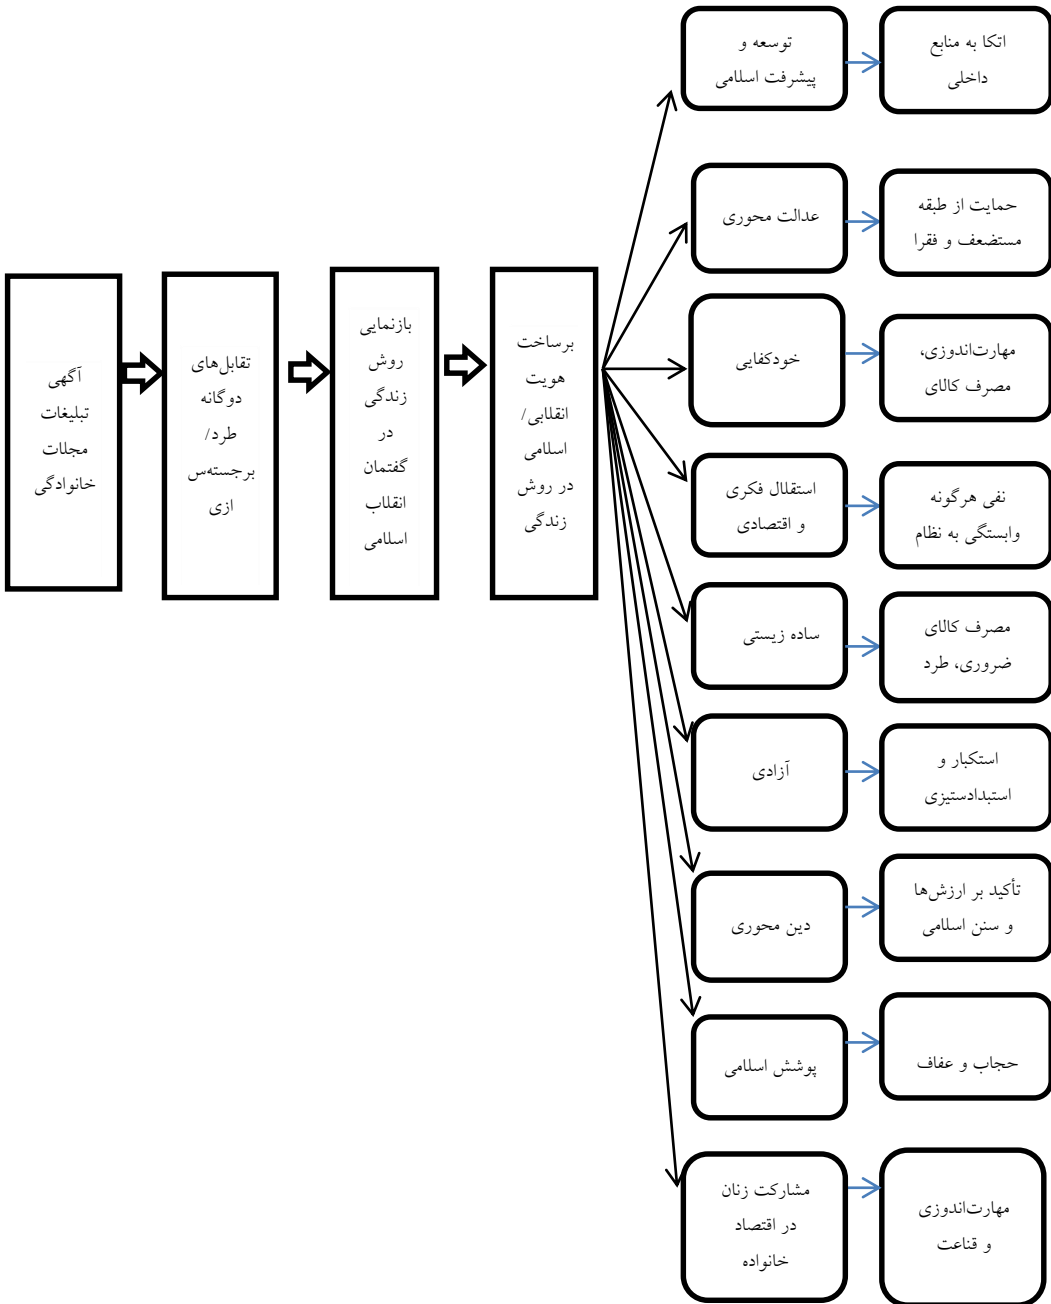 آگهی
تبلیغات
مجلات
خانوادگی
تقابل‌های
دوگانه
طرد/
برجسته‌س
ازی
بازنمایی
روش
زندگی
در
گفتمان
انقلاب
اسلامی
برساخت
هویت
انقلابی/
اسلامی
در روش
زندگی
توسعه و
پیشرفت اسلامی
اتکا به منابع
داخلی
عدالت محوری
حمایت از طبقه
مستضعف و فقرا
خودکفایی
مهارت‌اندوزی،
مصرف کالای
استقلال فکری
و اقتصادی
نفی هرگونه
وابستگی به نظام
ساده زیستی
مصرف کالای
ضروری، طرد
آزادی
استکبار و
استبدادستیزی
دین محوری
تأکید بر ارزش‌ها
و سنن اسلامی
پوشش اسلامی
حجاب و عفاف
مشارکت زنان
در اقتصاد
خانواده
مهارت‌اندوزی
و قناعت